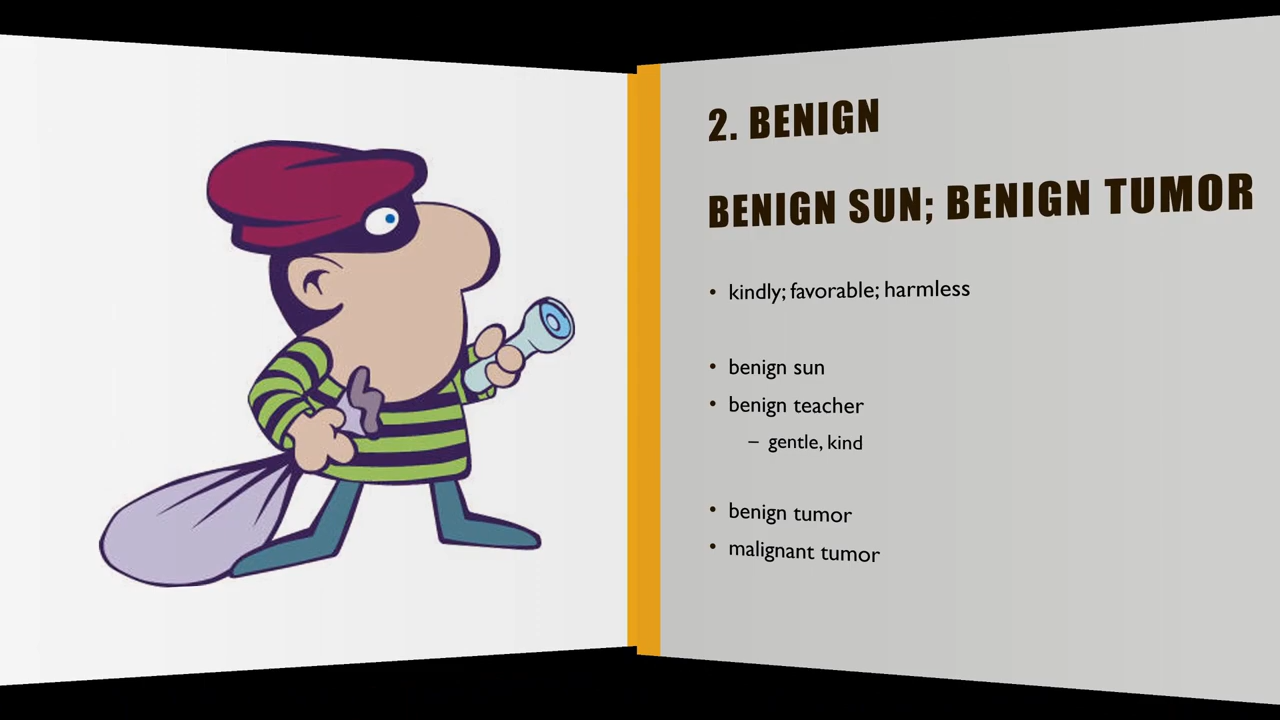 2. BENIGN
BENIGN SUN; BENIGN TUMOR
• kindly; favorable; harmless
• benign sun
• benign teacher
– gentle, kind
• benign tumor
• malignant tumor